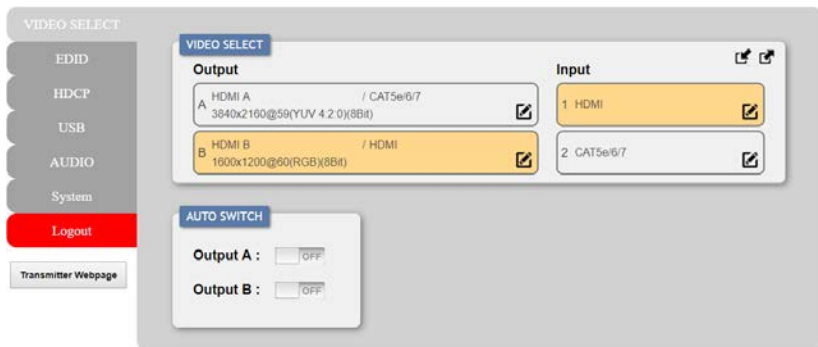 VIDEO SELECT
EDID
HDCP
USB
AUDIO
System
Logout
Transmitter Webpage
VIDEO SELECT
Output
Input
A HDMI A / CAT5e/6/7
3840x2160@59(YUV 4:2:0)(8Bit)
B HDMI B / HDMI
1600x1200@60(RGB)(8Bit)
1 HDMI
2 CAT5e/6/7
AUTO SWITCH
Output A : OFF
Output B : OFF